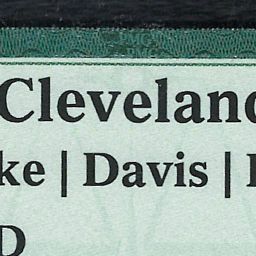 Cleveland
ke | Davis |
D